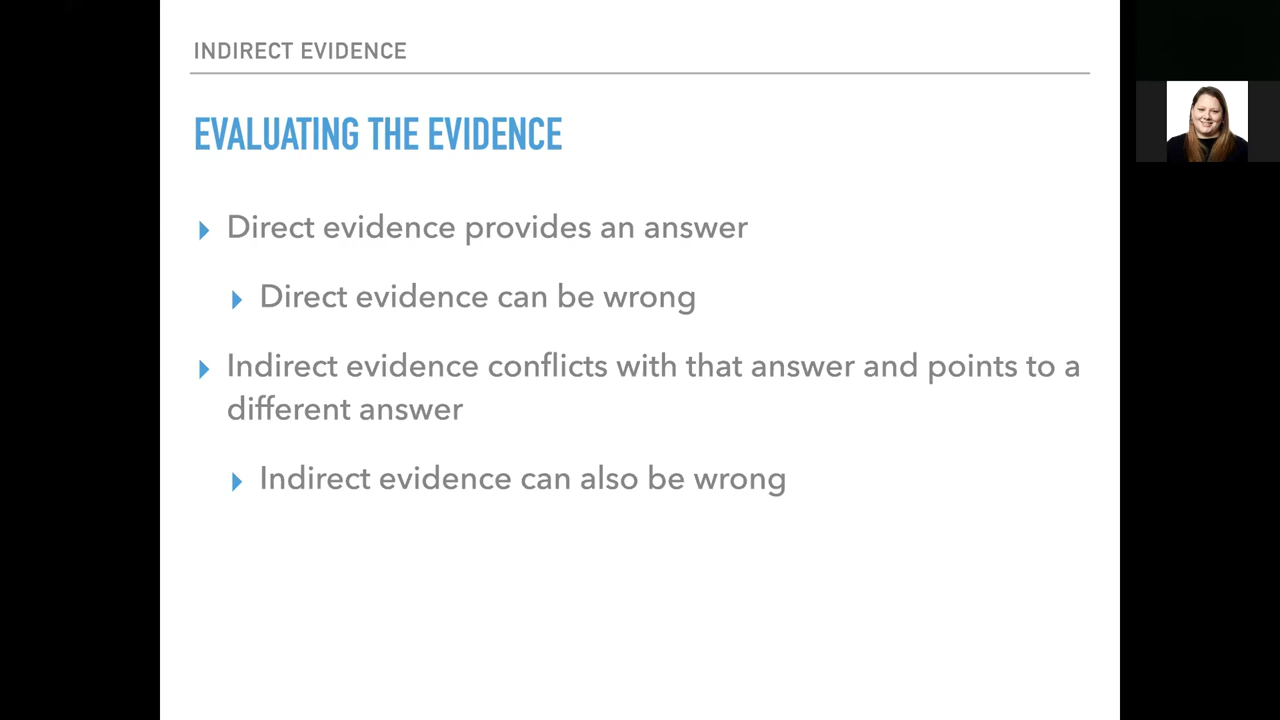 INDIRECT EVIDENCE
EVALUATING THE EVIDENCE
Direct evidence provides an answer
Direct evidence can be wrong
Indirect evidence conflicts with that answer and points to a
different answer
Indirect evidence can also be wrong